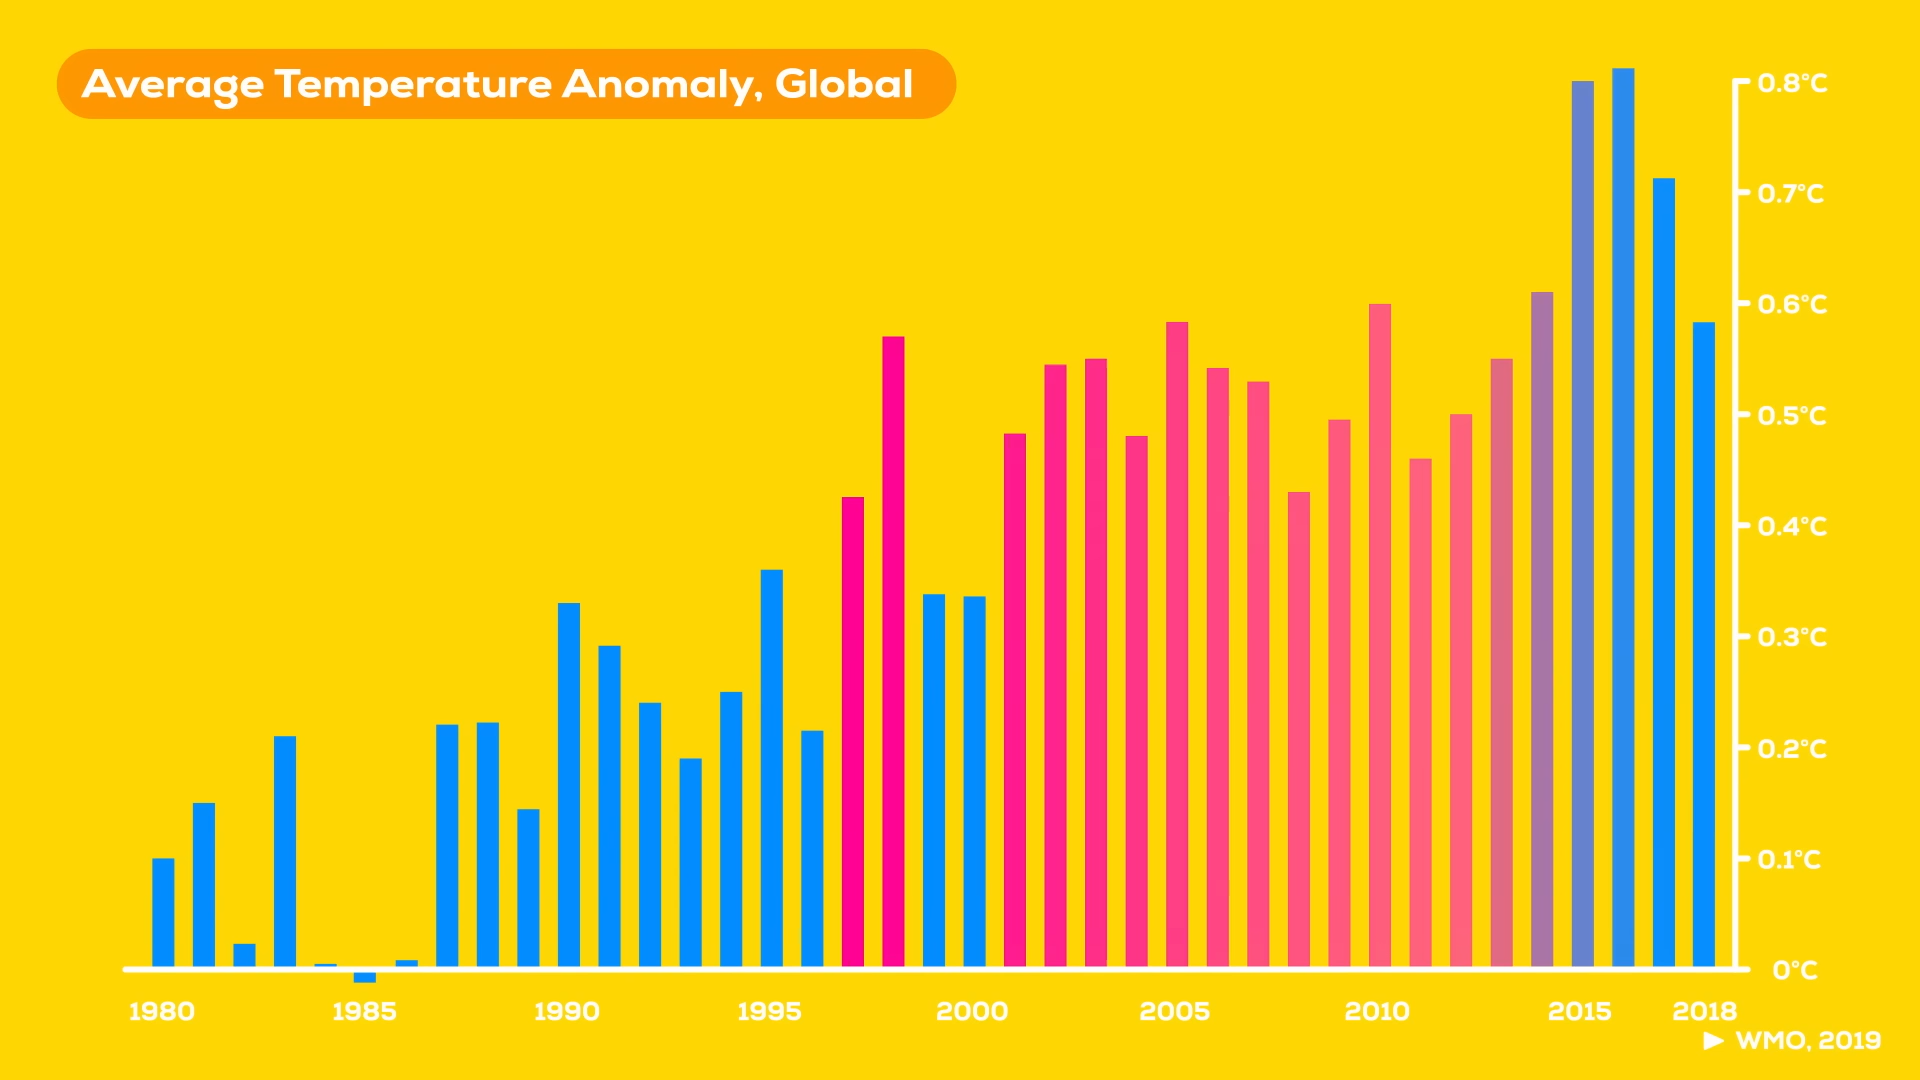 Average Temperature Anomaly, Global
0.8°C
0.7°C
0.6°C
0.5°C
0.4°C
0.3°C
0.2°C
0.1°C
0°C
1980 1985 1990 1995 2000 2005 2010 2015 2018
WMO, 2019